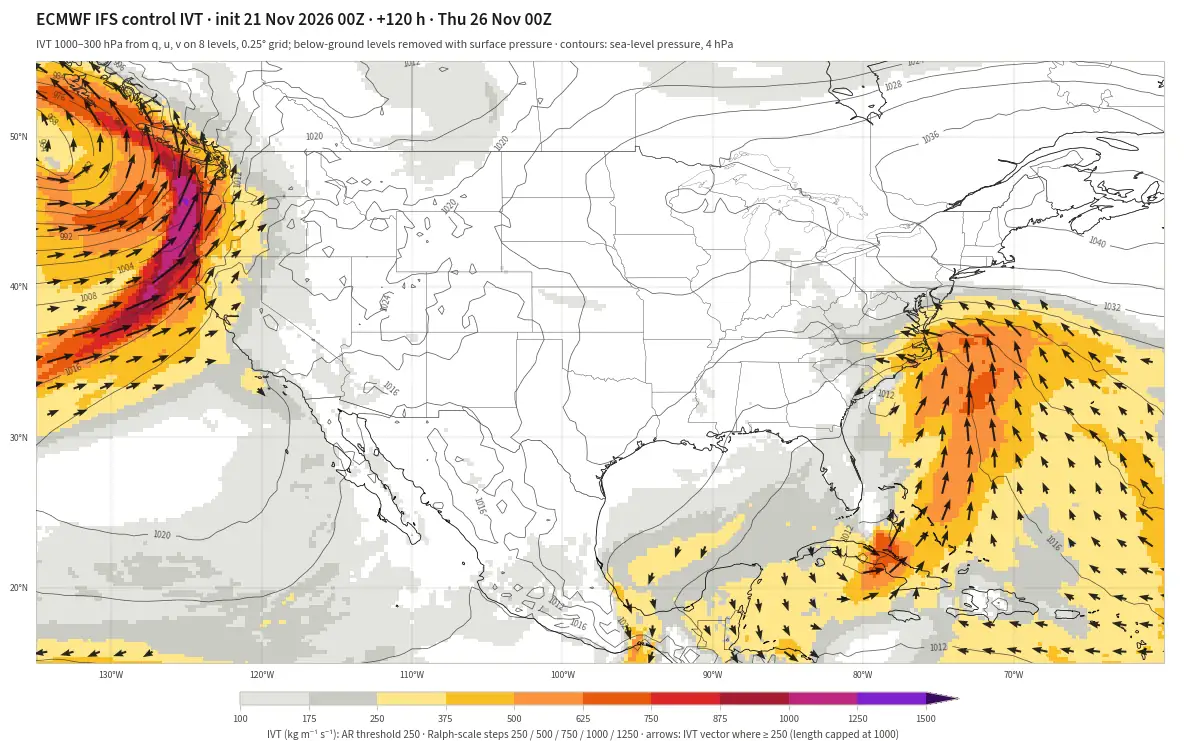 ECMWF IFS control IVT · init 21 Nov 2026 00Z · +120 h · Thu 26 Nov 00Z
IVT 1000–300 hPa from q, u, v on 8 levels, 0.25° grid; below-ground levels removed with surface pressure · contours: sea-level pressure, 4 hPa
1012
1028
1020
1036
50°N
1020
1012
1020
992
1040
1004
40°N
1008
1024
1032
1016
1016
1012
30°N
1016
1020
1012
1016
20°N
1012
1016
1012
130°W
120°W
110°W
100°W
90°W
80°W
70°W
100
175
250
375
500
625
750
875
1000
1250
1500
IVT (kg m⁻¹ s⁻¹): AR threshold 250 · Ralph-scale steps 250 / 500 / 750 / 1000 / 1250 · arrows: IVT vector where ≥ 250 (length capped at 1000)